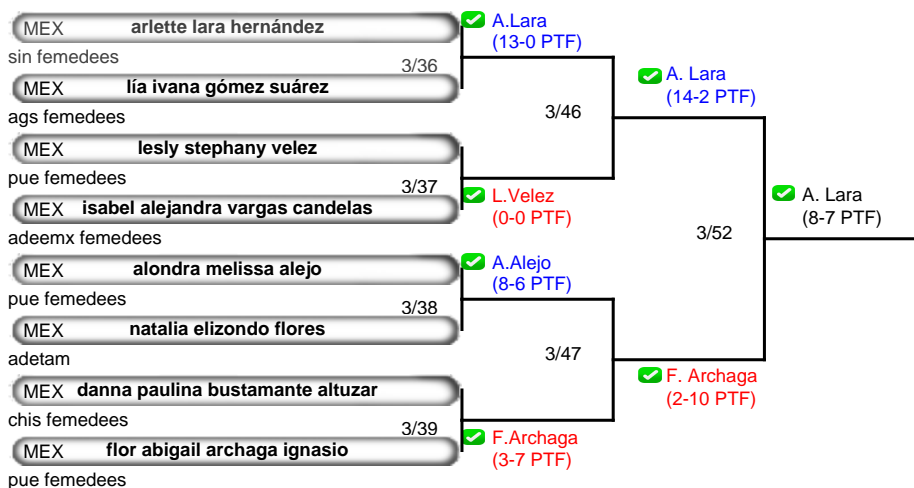 MEX arlette lara hernández
sin femedees
3/36
MEX lía ivana gómez suárez
ags femedees
MEX lesly stephany velez
pue femedees
3/37
MEX isabel alejandra vargas candelas
adeemx femedees
MEX alondra melissa alejo
pue femedees
3/38
MEX natalia elizondo flores
adetam
MEX danna paulina bustamante altuzar
chis femedees
3/39
MEX flor abigail archaga ignasio
pue femedees
A.Lara
(13-0 PTF)
3/46
L.Velez
(0-0 PTF)
A.Alejo
(8-6 PTF)
3/47
F.Archaga
(3-7 PTF)
A. Lara
(14-2 PTF)
3/52
F. Archaga
(2-10 PTF)
A. Lara
(8-7 PTF)